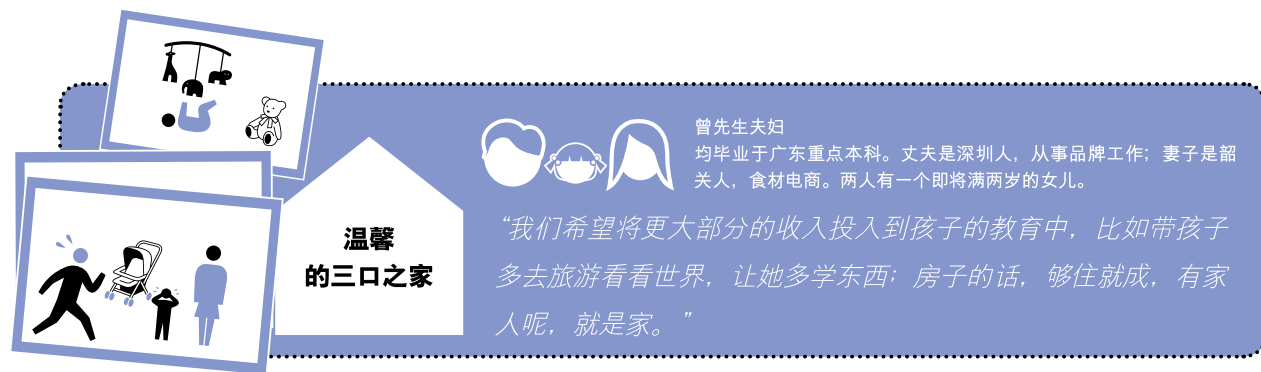 温馨
的三口之家
曾先生夫妇
均毕业于广东重点本科。丈夫是深圳人，从事品牌工作；妻子是韶
关人，食材电商。两人有一个即将满两岁的女儿。
“我们希望将更大部分的收入投入到孩子的教育中，比如带孩子
多去旅游看看世界，让她多学东西；房子的话，够住就成，有家
人呢，就是家。”